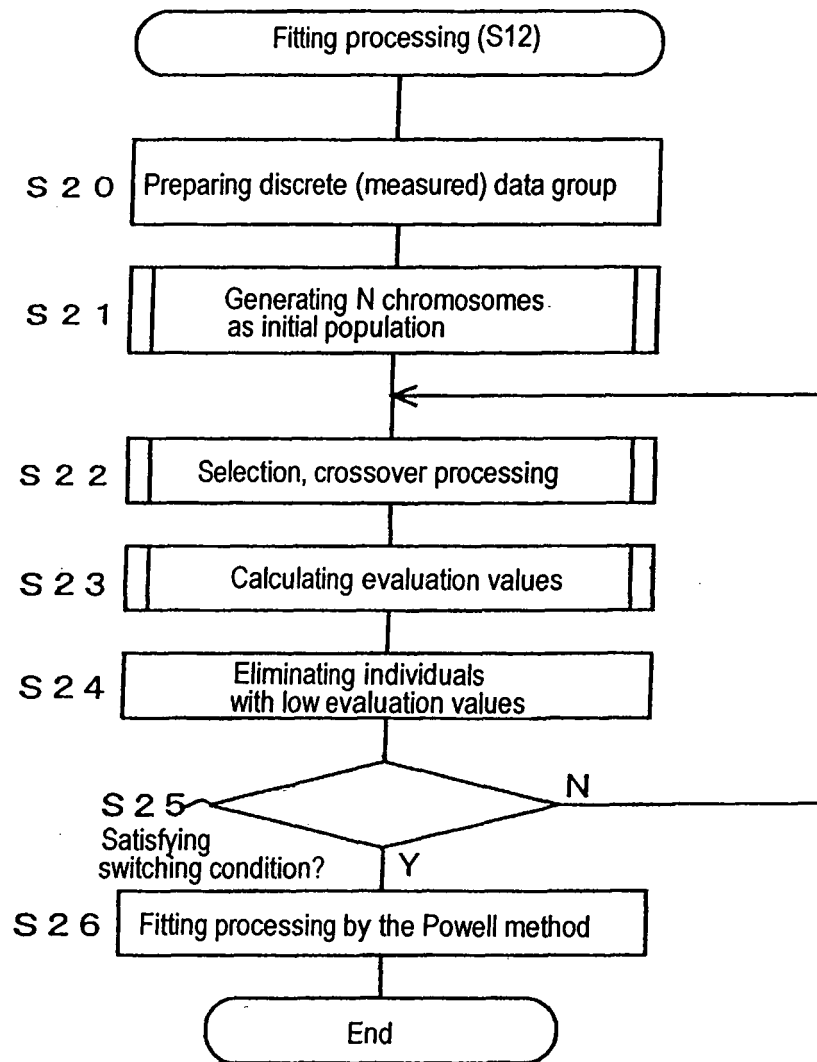 Fitting processing (S12)
S20 Preparing discrete (measured) data group
S21 Generating N chromosomes
as initial population
S22 Selection, crossover processing
S23 Calculating evaluation values
S24 Eliminating individuals
with low evaluation values
S25 N
Satisfying
switching condition? Y
S26 Fitting processing by the Powell method
End